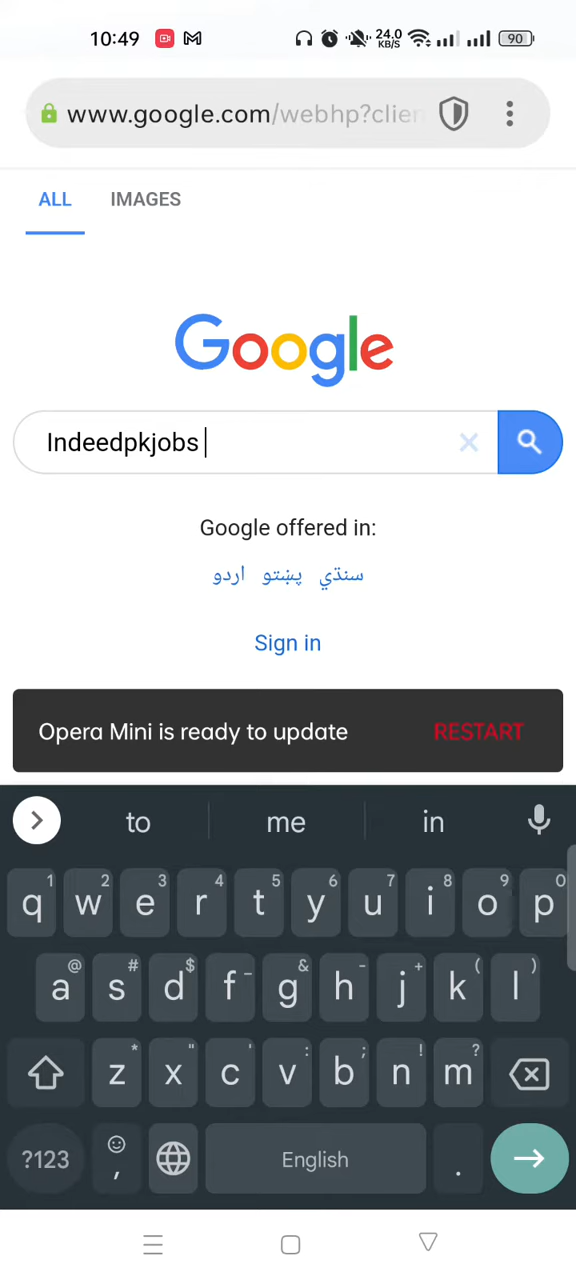 10:49 24.0 KB/S 90
www.google.com/webhp?clien
ALL IMAGES
Google
Indeedpkjobs
Google offered in:
سنڌي پښتو اردو
Sign in
Opera Mini is ready to update RESTART
to me in
1 2 3 4 5 6 7 8 9 0
q w e r t y u i o p
@ # $ _ & - + ( )
a s d f g h j k l
* " ' : ; ! ?
z x c v b n m
?123 , English .